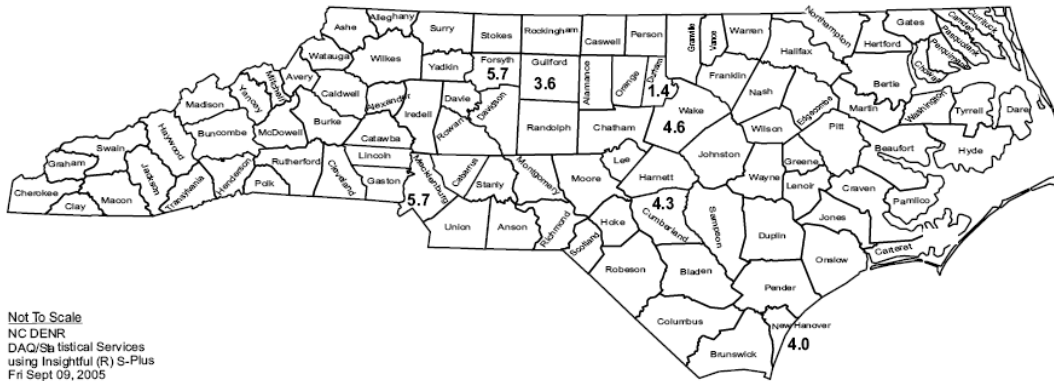 Ashe
Alleghany
Surry
Stokes
Rockingham
Caswell
Person
Granville
Vance
Warren
Northampton
Gates
Hertford
Camden
Currituck
Pasquotank
Perquimans
Chowan
Halifax
Watauga
Wilkes
Yadkin
Forsyth
5.7
Guilford
3.6
Alamance
Orange
Durham
1.4
Franklin
Nash
Bertie
Mitchell
Avery
Caldwell
Alexander
Iredell
Davie
Davidson
Madison
Yancey
Wake
4.6
Edgecombe
Martin
Washington
Tyrrell
Dare
Haywood
Buncombe
McDowell
Burke
Catawba
Rowan
Randolph
Chatham
Wilson
Pitt
Beaufort
Hyde
Swain
Graham
Jackson
Henderson
Rutherford
Polk
Cleveland
Lincoln
Gaston
Mecklenburg
5.7
Cabarrus
Stanly
Montgomery
Moore
Lee
Harnett
Johnston
Wayne
Greene
Lenoir
Craven
Pamlico
Cherokee
Clay
Macon
Transylvania
Union
Anson
Richmond
Scotland
Hoke
4.3
Cumberland
Sampson
Duplin
Jones
Carteret
Onslow
Robeson
Bladen
Pender
Columbus
New Hanover
4.0
Brunswick
Not To Scale
NC DENR
DAQ/Statistical Services
using Insightful (R) S-Plus
Fri Sept 09, 2005